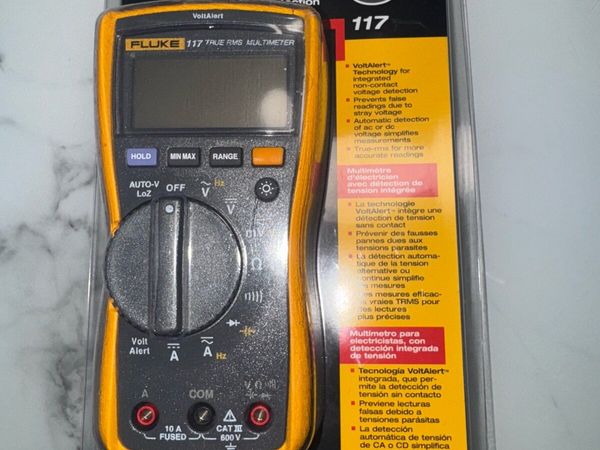 VoltAlert
FLUKE 117 TRUE RMS MULTIMETER
HOLD
MIN MAX
RANGE
AUTO-V
LoZ
OFF
V Hz
V
mV
Ω
Volt
Alert
A
A
Hz
A
COM
V Ω
10 A
FUSED
CAT III
600 V
117
• VoltAlert™
Technology for
integrated
non-contact
voltage detection
• Prevents false
readings due to
stray voltage
• Automatic detection
of ac or dc
voltage simplifies
measurements
• True-rms for more
accurate readings
Multimètre
d'électricien
avec détection de
tension intégrée
• La technologie
VoltAlert™ intègre une
détection de tension
sans contact
• Prévenir des fausses
pannes dues aux
tensions parasites
• La détection automa-
tique de la tension
alternative ou
continue simplifie
mesures
mesures efficac-
vraies TRMS pour
des lectures
plus précises
Multímetro para
electricistas, con
detección integrada
de tensión
• Tecnología VoltAlert™
integrada, que per-
mite la detección de
tensión sin contacto
• Previene lecturas
falsas debido a
tensiones parásitas
• La detección
automática de tensión
de CA o CD simplifica